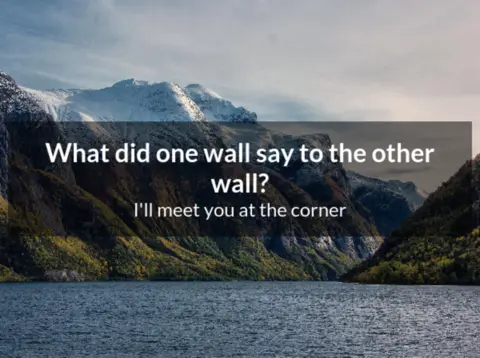 What did one wall say to the other
wall?
I'll meet you at the corner